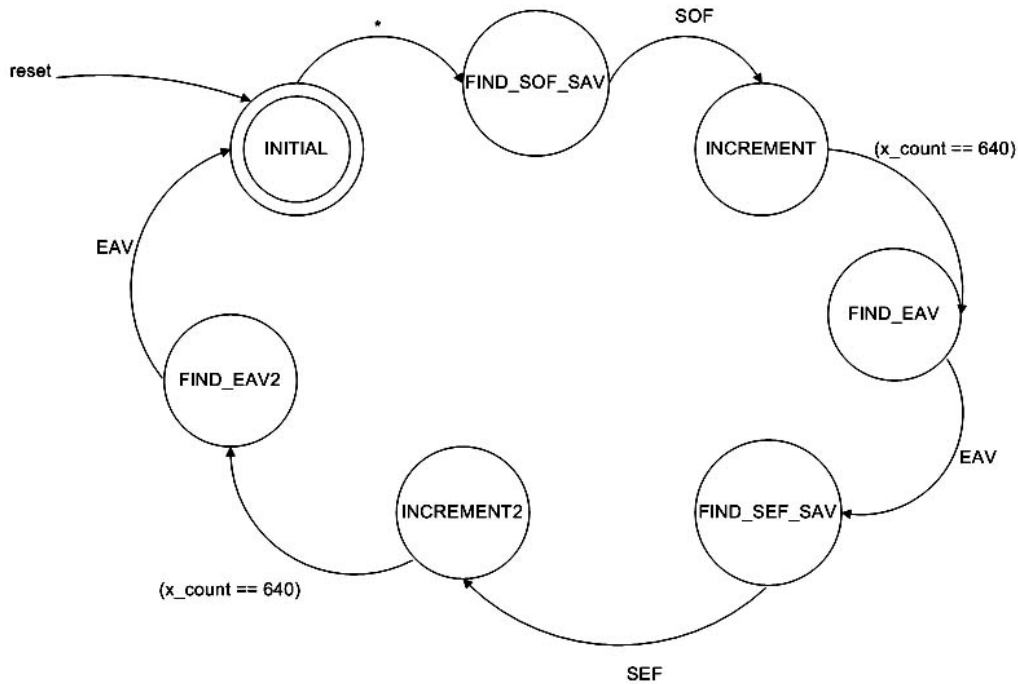 *
SOF
reset
FIND_SOF_SAV
INITIAL
INCREMENT
(x_count == 640)
EAV
FIND_EAV
FIND_EAV2
EAV
INCREMENT2
FIND_SEF_SAV
(x_count == 640)
SEF